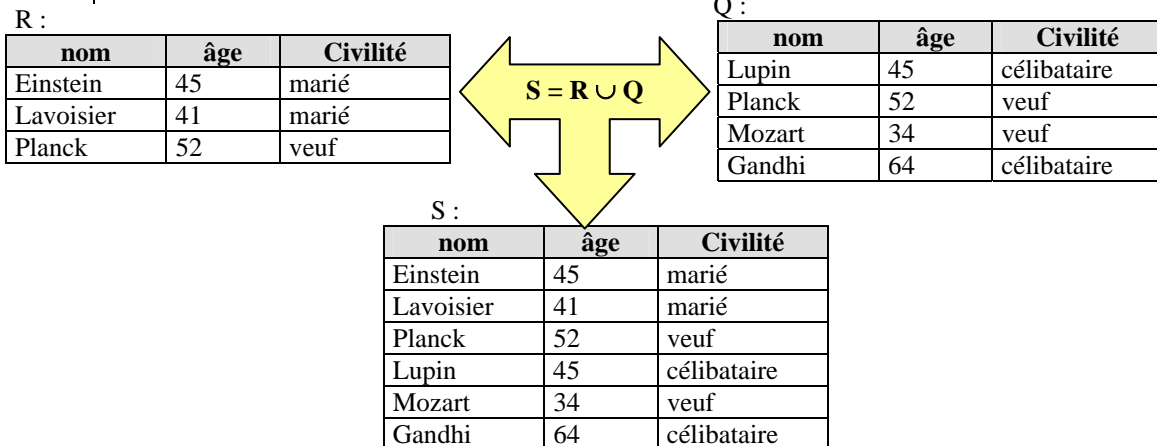 R :
nom âge Civilité
Einstein 45 marié
Lavoisier 41 marié
Planck 52 veuf
S = R ∪ Q
Q :
nom âge Civilité
Lupin 45 célibataire
Planck 52 veuf
Mozart 34 veuf
Gandhi 64 célibataire
S :
nom âge Civilité
Einstein 45 marié
Lavoisier 41 marié
Planck 52 veuf
Lupin 45 célibataire
Mozart 34 veuf
Gandhi 64 célibataire